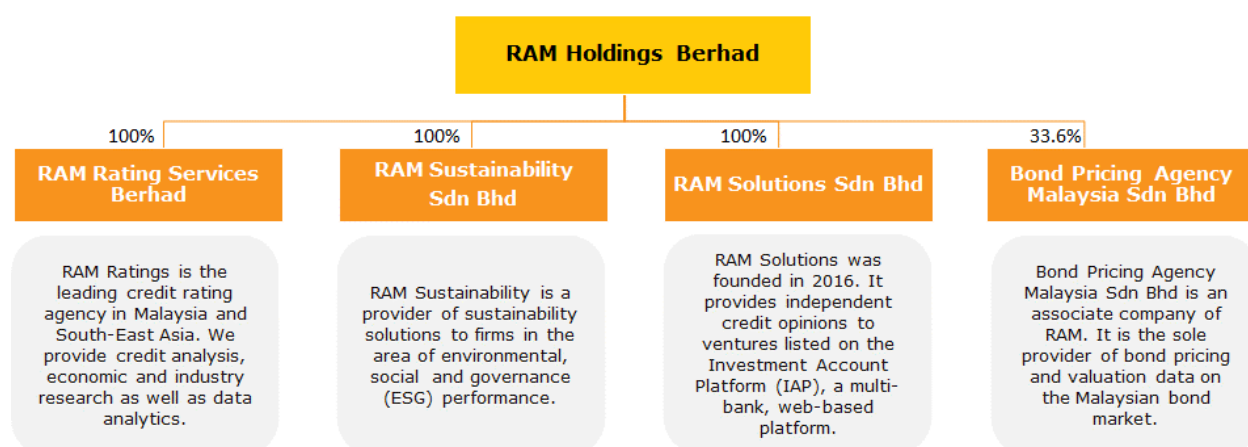 RAM Holdings Berhad
100%
100%
100%
33.6%
RAM Rating Services
Berhad
RAM Sustainability
Sdn Bhd
RAM Solutions Sdn Bhd
Bond Pricing Agency
Malaysia Sdn Bhd
RAM Ratings is the
leading credit rating
agency in Malaysia and
South-East Asia. We
provide credit analysis,
economic and industry
research as well as data
analytics.
RAM Sustainability is a
provider of sustainability
solutions to firms in the
area of environmental,
social and governance
(ESG) performance.
RAM Solutions was
founded in 2016. It
provides independent
credit opinions to
ventures listed on the
Investment Account
Platform (IAP), a multi-
bank, web-based
platform.
Bond Pricing Agency
Malaysia Sdn Bhd is an
associate company of
RAM. It is the sole
provider of bond pricing
and valuation data on
the Malaysian bond
market.